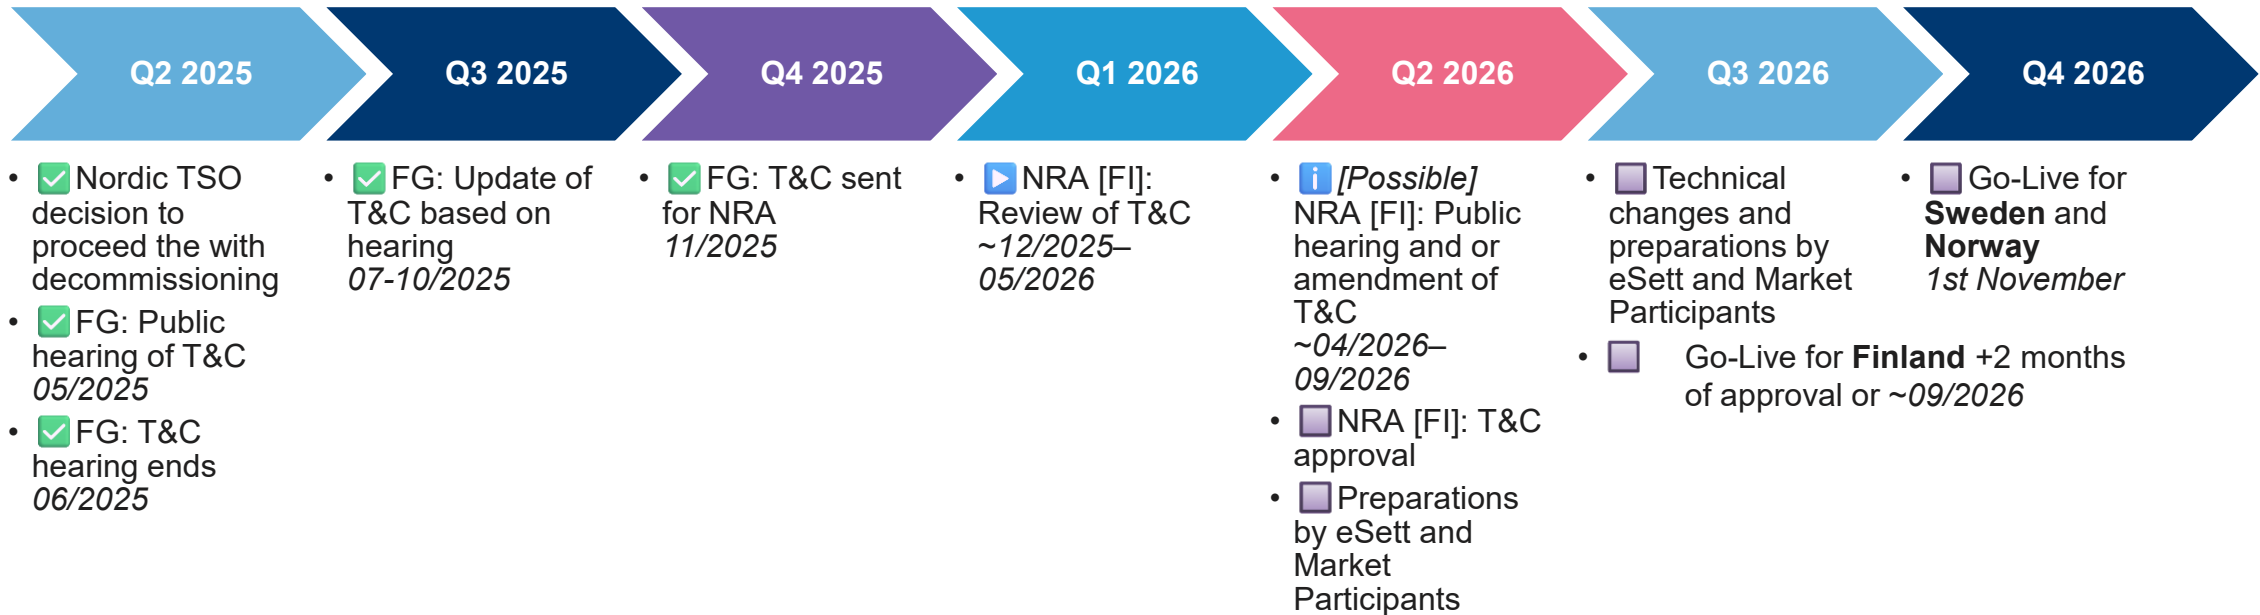 Q2 2025
Q3 2025
Q4 2025
Q1 2026
Q2 2026
Q3 2026
Q4 2026
• ✅ Nordic TSO
decision to
proceed the with
decommissioning
• ✅ FG: Public
hearing of T&C
05/2025
• ✅ FG: T&C
hearing ends
06/2025
• ✅ FG: Update of
T&C based on
hearing
07-10/2025
• ✅ FG: T&C sent
for NRA
11/2025
• ▶️ NRA [FI]:
Review of T&C
~12/2025–
05/2026
• ℹ️ [Possible]
NRA [FI]: Public
hearing and or
amendment of
T&C
~04/2026–
09/2026
• NRA [FI]: T&C
approval
• Preparations
by eSett and
Market
Participants
• Technical
changes and
preparations by
eSett and Market
Participants
• Go-Live for Finland +2 months
of approval or ~09/2026
• Go-Live for
Sweden and
Norway
1st November